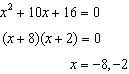 x² + 10x + 16 = 0
(x + 8)(x + 2) = 0
x = −8, −2